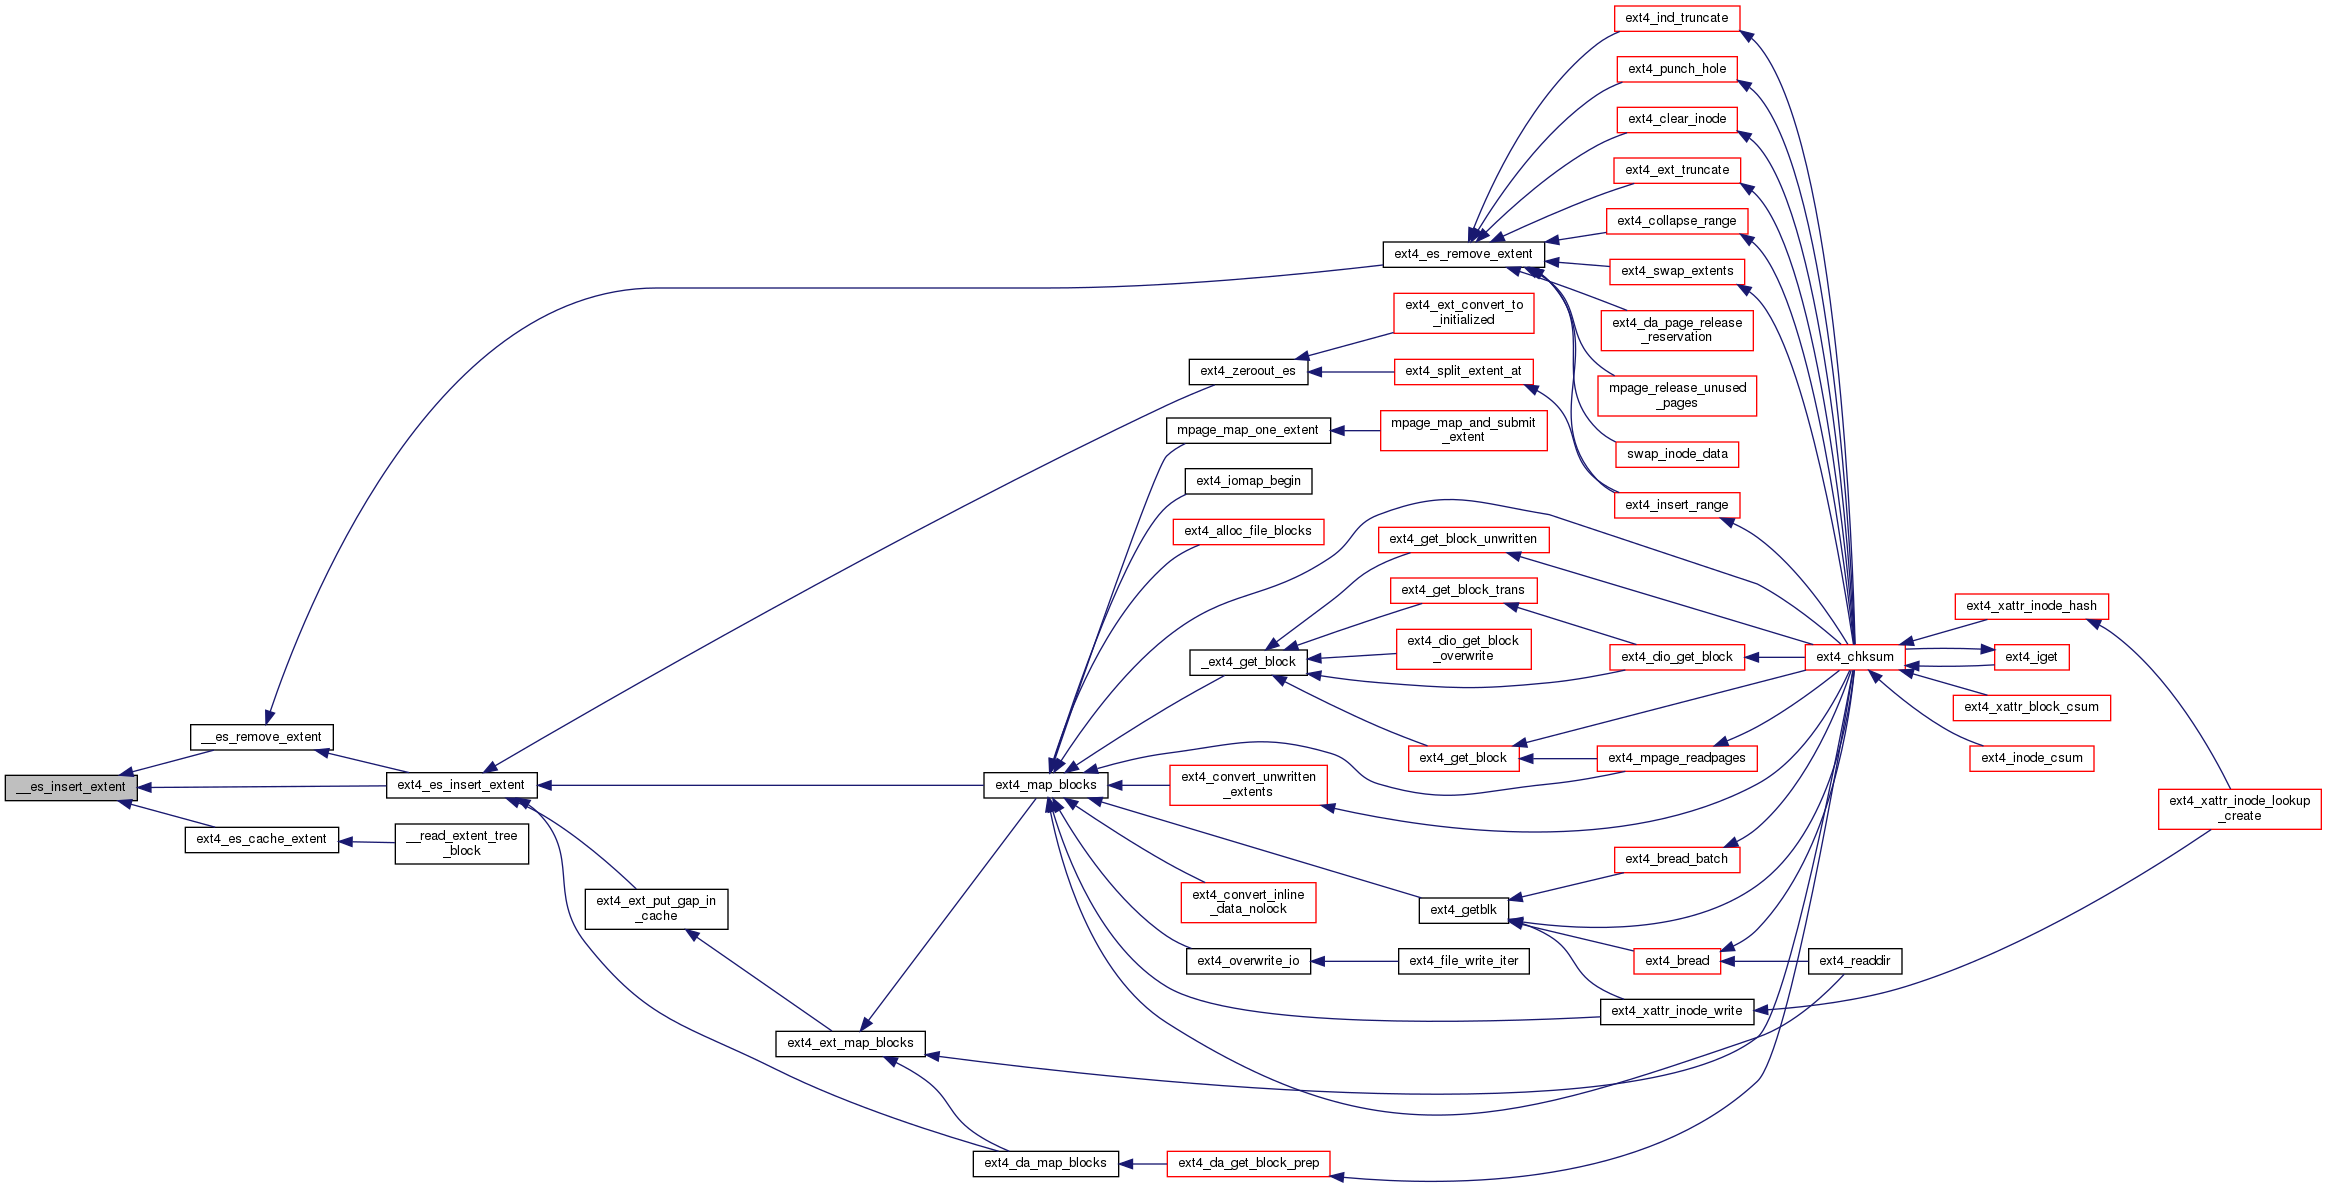 ext4_ind_truncate
ext4_punch_hole
ext4_clear_inode
ext4_ext_truncate
ext4_collapse_range
ext4_es_remove_extent
ext4_swap_extents
ext4_ext_convert_to
_initialized
ext4_da_page_release
_reservation
ext4_zeroout_es
ext4_split_extent_at
mpage_release_unused
_pages
mpage_map_one_extent
mpage_map_and_submit
_extent
swap_inode_data
ext4_iomap_begin
ext4_insert_range
ext4_alloc_file_blocks
ext4_get_block_unwritten
ext4_get_block_trans
ext4_xattr_inode_hash
_ext4_get_block
ext4_dio_get_block
_overwrite
ext4_dio_get_block
ext4_chksum
ext4_iget
ext4_xattr_block_csum
__es_remove_extent
ext4_get_block
ext4_mpage_readpages
ext4_inode_csum
__es_insert_extent
ext4_es_insert_extent
ext4_map_blocks
ext4_convert_unwritten
_extents
ext4_xattr_inode_lookup
_create
ext4_es_cache_extent
__read_extent_tree
_block
ext4_bread_batch
ext4_ext_put_gap_in
_cache
ext4_convert_inline
_data_nolock
ext4_getblk
ext4_overwrite_io
ext4_file_write_iter
ext4_bread
ext4_readdir
ext4_xattr_inode_write
ext4_ext_map_blocks
ext4_da_map_blocks
ext4_da_get_block_prep